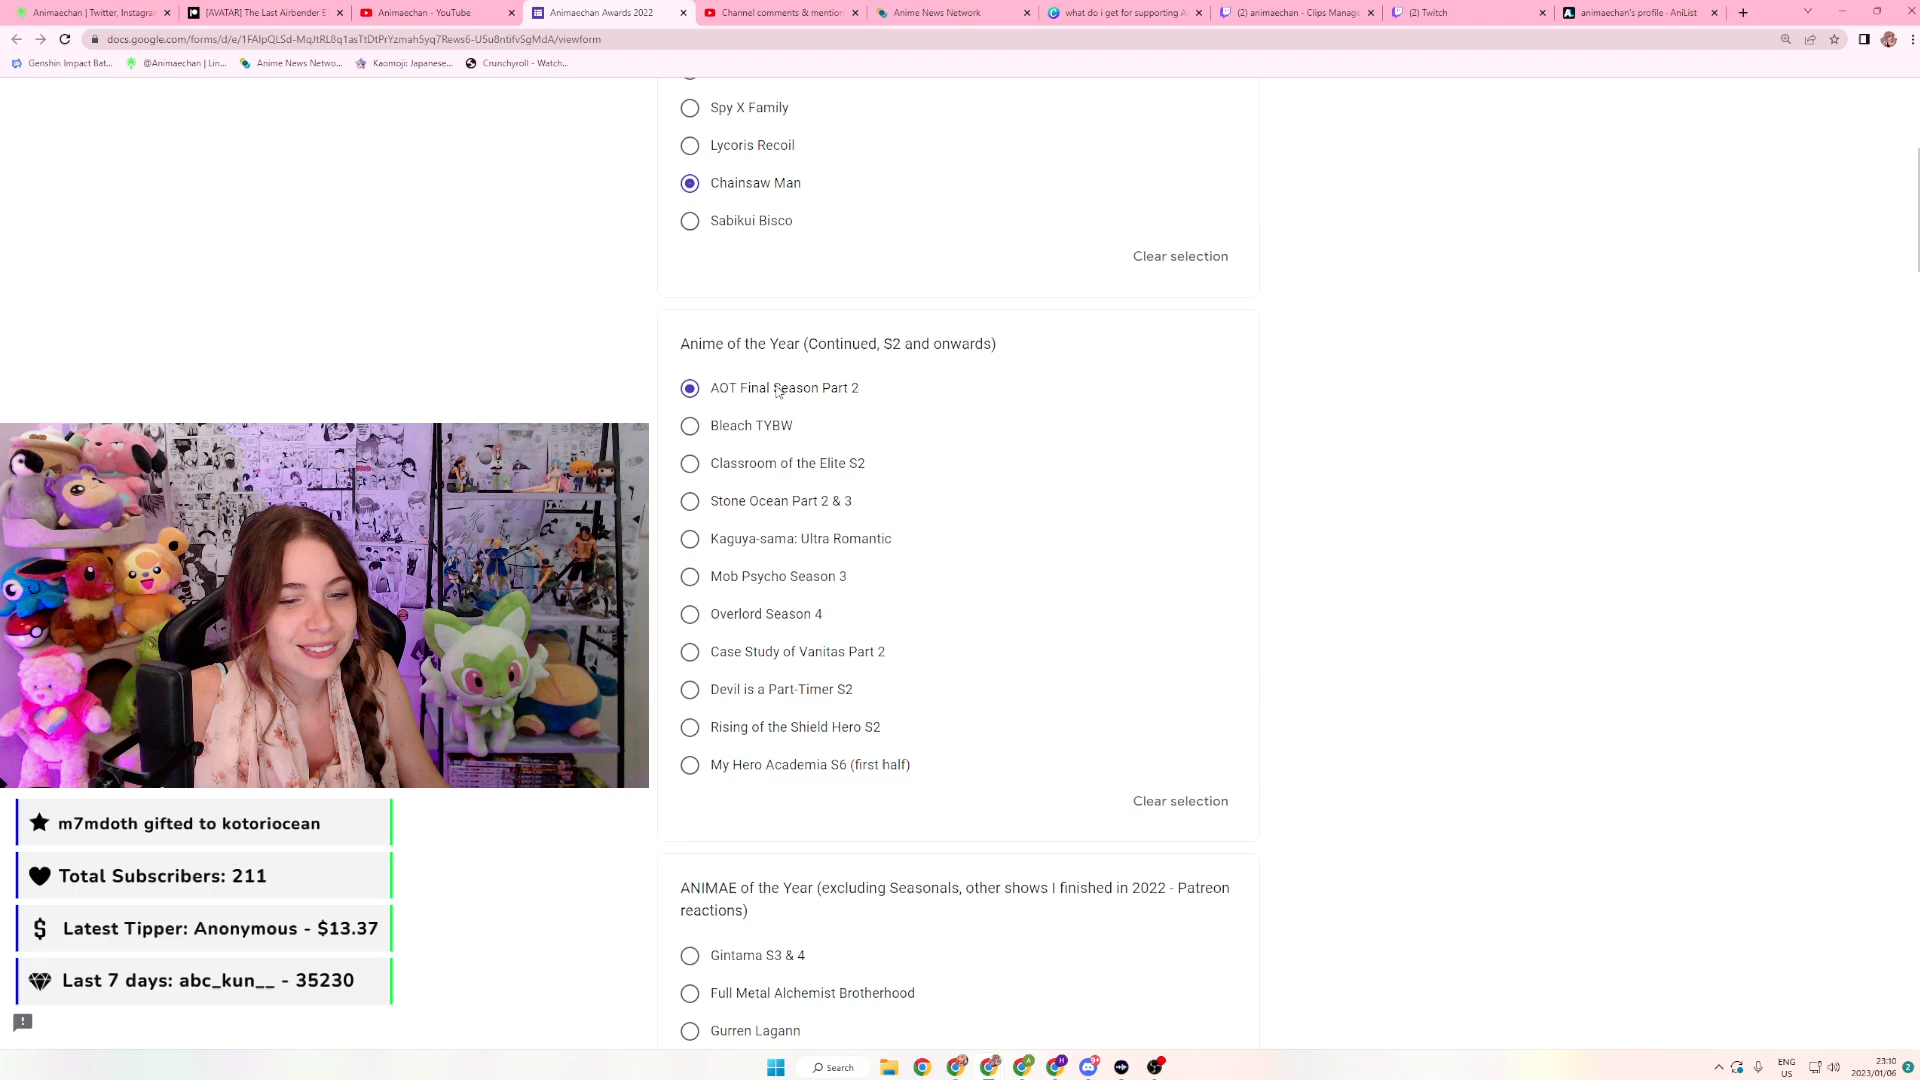 Animaechan | Twitter, Instagra
[AVATAR] The Last Airbender E
Animaechan - YouTube
Animaechan Awards 2022
Channel comments & mention
Anime News Network
what do i get for supporting A
(2) animaechan - Clips Manag
(2) Twitch
animaechan's profile · AniList
docs.google.com/forms/d/e/1FAIpQLSd-MqJtRL8q1asTtDtPrYzmah5yq7Rews6-U5u8ntifvSgMdA/viewform
Genshin Impact Bat...
@Animaechan | Lin...
Anime News Netwo...
Kaomoji: Japanese...
Crunchyroll - Watch...
Spy X Family
Lycoris Recoil
Chainsaw Man
Sabikui Bisco
Clear selection
Anime of the Year (Continued, S2 and onwards)
AOT Final Season Part 2
Bleach TYBW
Classroom of the Elite S2
Stone Ocean Part 2 & 3
Kaguya-sama: Ultra Romantic
Mob Psycho Season 3
Overlord Season 4
Case Study of Vanitas Part 2
Devil is a Part-Timer S2
Rising of the Shield Hero S2
My Hero Academia S6 (first half)
Clear selection
ANIMAE of the Year (excluding Seasonals, other shows I finished in 2022 - Patreon
reactions)
Gintama S3 & 4
Full Metal Alchemist Brotherhood
Gurren Lagann
m7mdoth gifted to kotoriocean
Total Subscribers: 211
Latest Tipper: Anonymous - $13.37
Last 7 days: abc_kun__ - 35230
Search
ENG
US
23:10
2023/01/06
2